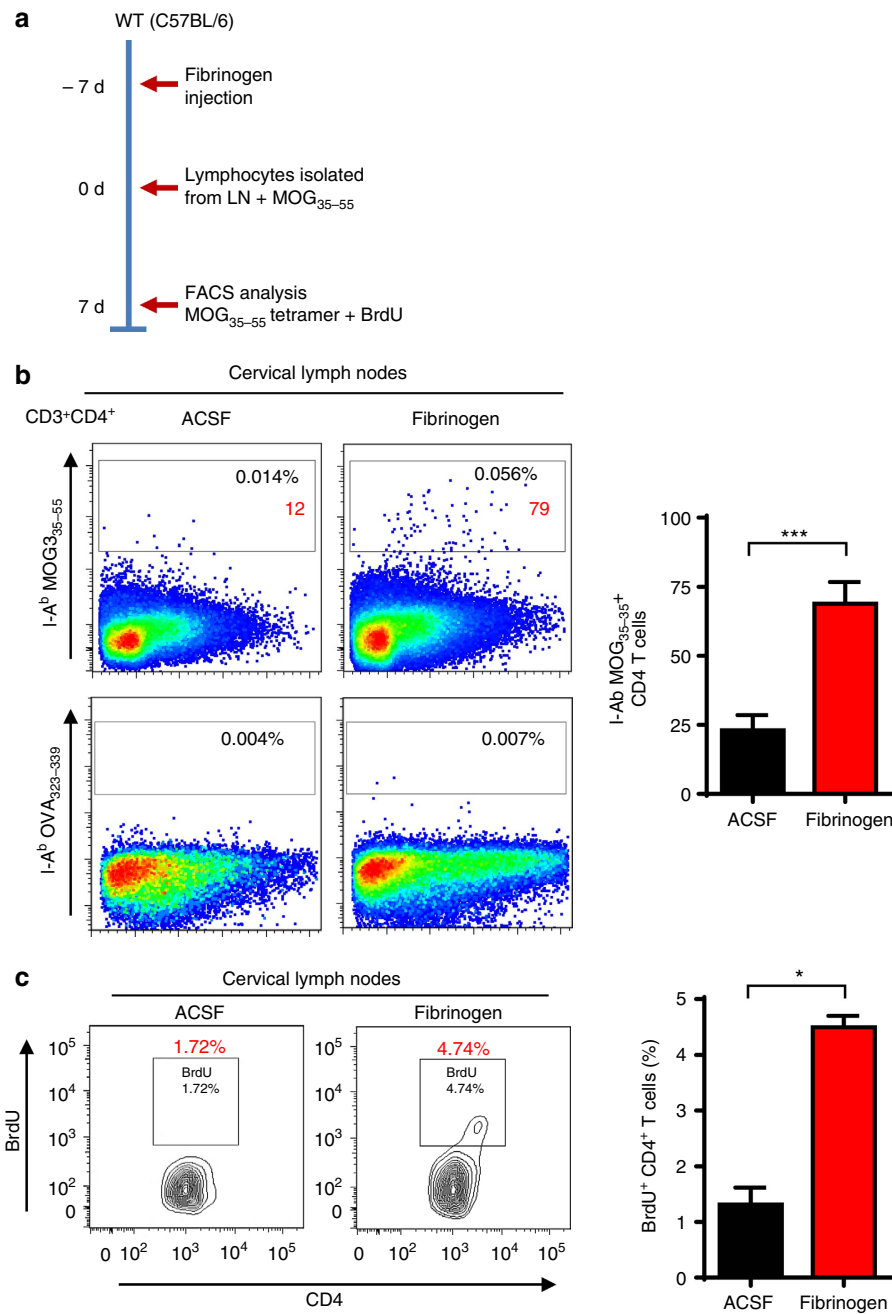 a
WT (C57BL/6)
– 7 d
Fibrinogen
injection
0 d
Lymphocytes isolated
from LN + MOG35–55
7 d
FACS analysis
MOG35–55 tetramer + BrdU
b
Cervical lymph nodes
CD3+CD4+
ACSF
Fibrinogen
I-Ab MOG335–55
0.014%
12
0.056%
79
I-Ab OVA323–339
0.004%
0.007%
I-Ab MOG35–35+
CD4 T cells
100
75
50
25
0
***
ACSF
Fibrinogen
c
Cervical lymph nodes
ACSF
Fibrinogen
BrdU
105
104
103
102
0
1.72%
BrdU
1.72%
0 102 103 104 105
105
104
103
102
0
4.74%
BrdU
4.74%
0 102 103 104 105
CD4
BrdU+ CD4+ T cells (%)
5
4
3
2
1
0
*
ACSF
Fibrinogen